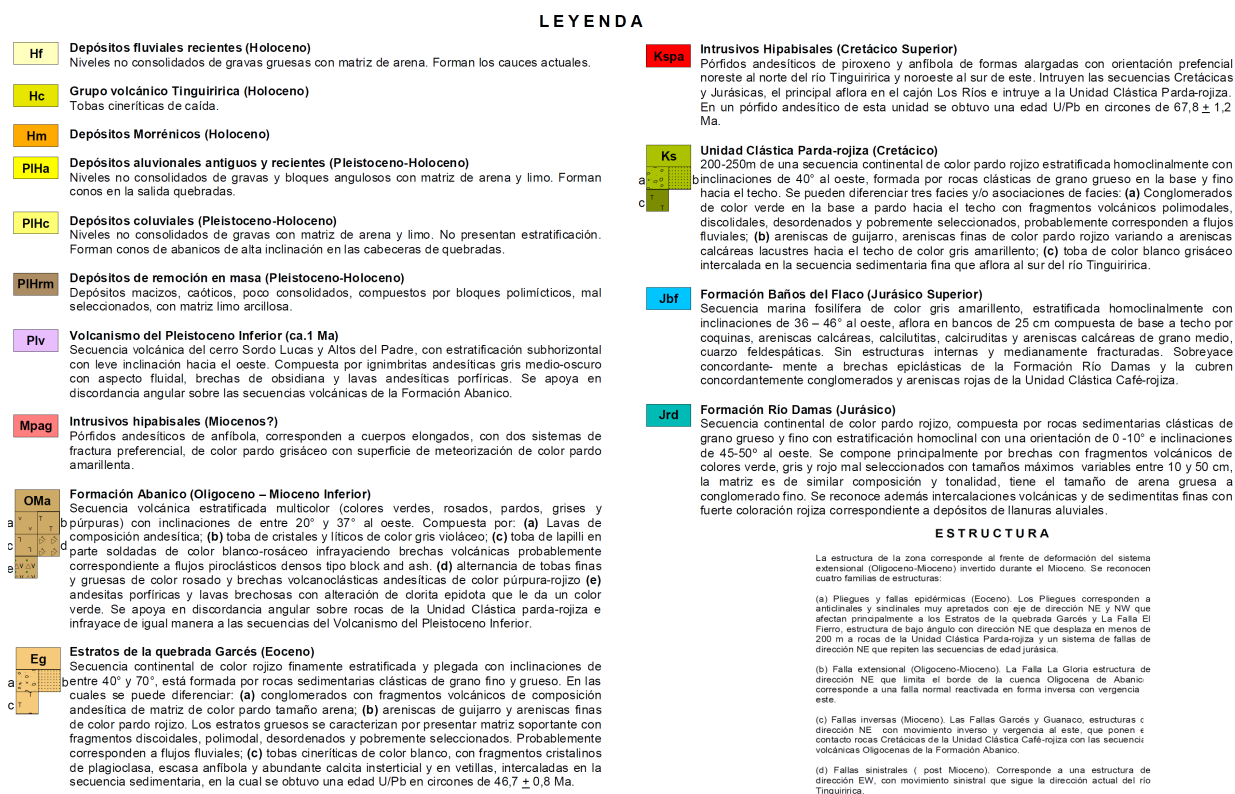 LEYENDA
Hf
Depósitos fluviales recientes (Holoceno)
Niveles no consolidados de gravas gruesas con matriz de arena. Forman los cauces actuales.
Hc
Grupo volcánico Tinguiririca (Holoceno)
Tobas cineríticas de caída.
Hm
Depósitos Morrénicos (Holoceno)
PlHa
Depósitos aluvionales antiguos y recientes (Pleistoceno-Holoceno)
Niveles no consolidados de gravas y bloques angulosos con matriz de arena y limo. Forman
conos en la salida quebradas.
PlHc
Depósitos coluviales (Pleistoceno-Holoceno)
Niveles no consolidados de gravas con matriz de arena y limo. No presentan estratificación.
Forman conos de abanicos de alta inclinación en las cabeceras de quebradas.
PlHrm
Depósitos de remoción en masa (Pleistoceno-Holoceno)
Depósitos macizos, caóticos, poco consolidados, compuestos por bloques polimícticos, mal
seleccionados, con matriz limo arcillosa.
Plv
Volcanismo del Pleistoceno Inferior (ca.1 Ma)
Secuencia volcánica del cerro Sordo Lucas y Altos del Padre, con estratificación subhorizontal
con leve inclinación hacia el oeste. Compuesta por ignimbritas andesíticas gris medio-oscuro
con aspecto fluidal, brechas de obsidiana y lavas andesíticas porfíricas. Se apoya en
discordancia angular sobre las secuencias volcánicas de la Formación Abanico.
Mpag
Intrusivos hipabisales (Miocenos?)
Pórfidos andesíticos de anfíbola, corresponden a cuerpos elongados, con dos sistemas de
fractura preferencial, de color pardo grisáceo con superficie de meteorización de color pardo
amarillenta.
OMa
a b
c d
e
Formación Abanico (Oligoceno – Mioceno Inferior)
Secuencia volcánica estratificada multicolor (colores verdes, rosados, pardos, grises y
púrpuras) con inclinaciones de entre 20° y 37° al oeste. Compuesta por: (a) Lavas de
composición andesítica; (b) toba de cristales y líticos de color gris violáceo; (c) toba de lapilli en
parte soldadas de color blanco-rosáceo infrayaciendo brechas volcánicas probablemente
correspondiente a flujos piroclásticos densos tipo block and ash. (d) alternancia de tobas finas
y gruesas de color rosado y brechas volcanoclásticas andesíticas de color púrpura-rojizo (e)
andesitas porfíricas y lavas brechosas con alteración de clorita epidota que le da un color
verde. Se apoya en discordancia angular sobre rocas de la Unidad Clástica parda-rojiza e
infrayace de igual manera a las secuencias del Volcanismo del Pleistoceno Inferior.
Eg
a b
c
Estratos de la quebrada Garcés (Eoceno)
Secuencia continental de color rojizo finamente estratificada y plegada con inclinaciones de
entre 40° y 70°, está formada por rocas sedimentarias clásticas de grano fino y grueso. En las
cuales se puede diferenciar: (a) conglomerados con fragmentos volcánicos de composición
andesítica de matriz de color pardo tamaño arena; (b) areniscas de guijarro y areniscas finas
de color pardo rojizo. Los estratos gruesos se caracterizan por presentar matriz soportante con
fragmentos discoidales, polimodal, desordenados y pobremente seleccionados. Probablemente
corresponden a flujos fluviales; (c) tobas cineríticas de color blanco, con fragmentos cristalinos
de plagioclasa, escasa anfíbola y abundante calcita insterticial y en vetillas, intercaladas en la
secuencia sedimentaria, en la cual se obtuvo una edad U/Pb en circones de 46,7 ± 0,8 Ma.
Kspa
Intrusivos Hipabisales (Cretácico Superior)
Pórfidos andesíticos de piroxeno y anfíbola de formas alargadas con orientación prefencial
noreste al norte del río Tinguiririca y noroeste al sur de este. Intruyen las secuencias Cretácicas
y Jurásicas, el principal aflora en el cajón Los Ríos e intruye a la Unidad Clástica Parda-rojiza.
En un pórfido andesítico de esta unidad se obtuvo una edad U/Pb en circones de 67,8 ± 1,2
Ma.
Ks
a b
c
Unidad Clástica Parda-rojiza (Cretácico)
200-250m de una secuencia continental de color pardo rojizo estratificada homoclinalmente con
inclinaciones de 40° al oeste, formada por rocas clásticas de grano grueso en la base y fino
hacia el techo. Se pueden diferenciar tres facies y/o asociaciones de facies: (a) Conglomerados
de color verde en la base a pardo hacia el techo con fragmentos volcánicos polimodales,
discolidales, desordenados y pobremente seleccionados, probablemente corresponden a flujos
fluviales; (b) areniscas de guijarro, areniscas finas de color pardo rojizo variando a areniscas
calcáreas lacustres hacia el techo de color gris amarillento; (c) toba de color blanco grisáceo
intercalada en la secuencia sedimentaria fina que aflora al sur del río Tinguiririca.
Jbf
Formación Baños del Flaco (Jurásico Superior)
Secuencia marina fosilífera de color gris amarillento, estratificada homoclinalmente con
inclinaciones de 36 – 46° al oeste, aflora en bancos de 25 cm compuesta de base a techo por
coquinas, areniscas calcáreas, calcilutitas, calciruditas y areniscas calcáreas de grano medio,
cuarzo feldespáticas. Sin estructuras internas y medianamente fracturadas. Sobreyace
concordante- mente a brechas epiclásticas de la Formación Río Damas y la cubren
concordantemente conglomerados y areniscas rojas de la Unidad Clástica Café-rojiza.
Jrd
Formación Río Damas (Jurásico)
Secuencia continental de color pardo rojizo, compuesta por rocas sedimentarias clásticas de
grano grueso y fino con estratificación homoclinal con una orientación de 0 -10° e inclinaciones
de 45-50º al oeste. Se compone principalmente por brechas con fragmentos volcánicos de
colores verde, gris y rojo mal seleccionados con tamaños máximos variables entre 10 y 50 cm,
la matriz es de similar composición y tonalidad, tiene el tamaño de arena gruesa a
conglomerado fino. Se reconoce además intercalaciones volcánicas y de sedimentitas finas con
fuerte coloración rojiza correspondiente a depósitos de llanuras aluviales.
ESTRUCTURA
La estructura de la zona corresponde al frente de deformación del sistema
extensional (Oligoceno-Mioceno) invertido durante el Mioceno. Se reconocen
cuatro familias de estructuras:
(a) Pliegues y fallas epidérmicas (Eoceno). Los Pliegues corresponden a
anticlinales y sinclinales muy apretados con eje de dirección NE y NW que
afectan principalmente a los Estratos de la quebrada Garcés y La Falla El
Fierro, estructura de bajo ángulo con dirección NE que desplaza en menos de
200 m a rocas de la Unidad Clástica Parda-rojiza y un sistema de fallas de
dirección NE que repiten las secuencias de edad jurásica.
(b) Falla extensional (Oligoceno-Mioceno). La Falla La Gloria estructura de
dirección NE que limita el borde de la cuenca Oligocena de Abanic
corresponde a una falla normal reactivada en forma inversa con vergencia
este.
(c) Fallas inversas (Mioceno). Las Fallas Garcés y Guanaco, estructuras
dirección NE con movimiento inverso y vergencia al este, que ponen
contacto rocas Cretácicas de la Unidad Clástica Café-rojiza con las secuencia
volcánicas Oligocenas de la Formación Abanico.
(d) Fallas sinistrales ( post Mioceno). Corresponde a una estructura de
dirección EW, con movimiento sinistral que sigue la dirección actual del río
Tinguiririca.